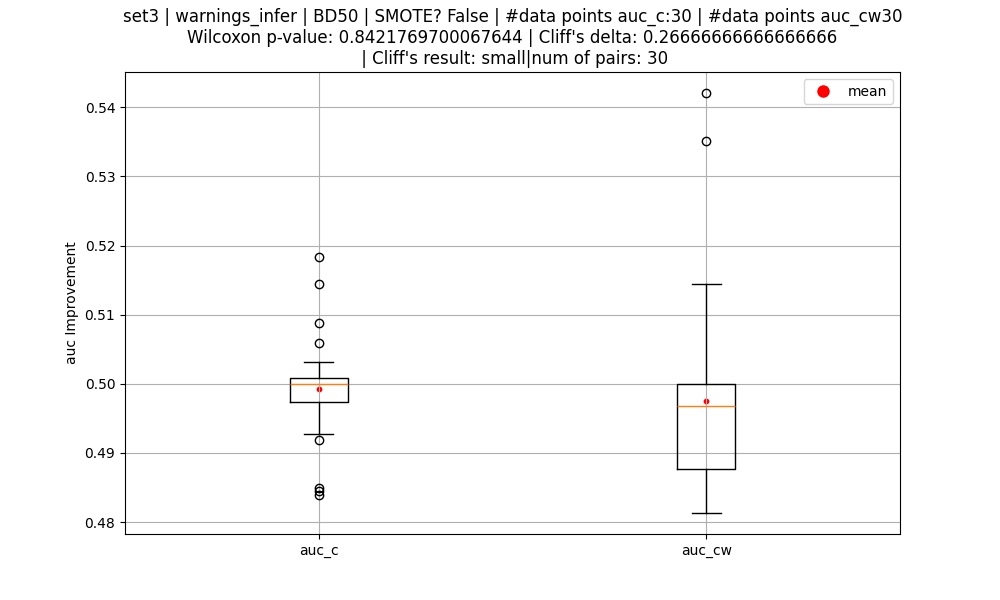 set3 | warnings_infer | BD50 | SMOTE? False | #data points auc_c:30 | #data points auc_cw30
Wilcoxon p-value: 0.8421769700067644 | Cliff's delta: 0.26666666666666666
| Cliff's result: small|num of pairs: 30
mean
0.54
0.53
0.52
0.51
0.50
0.49
0.48
auc Improvement
auc_c
auc_cw